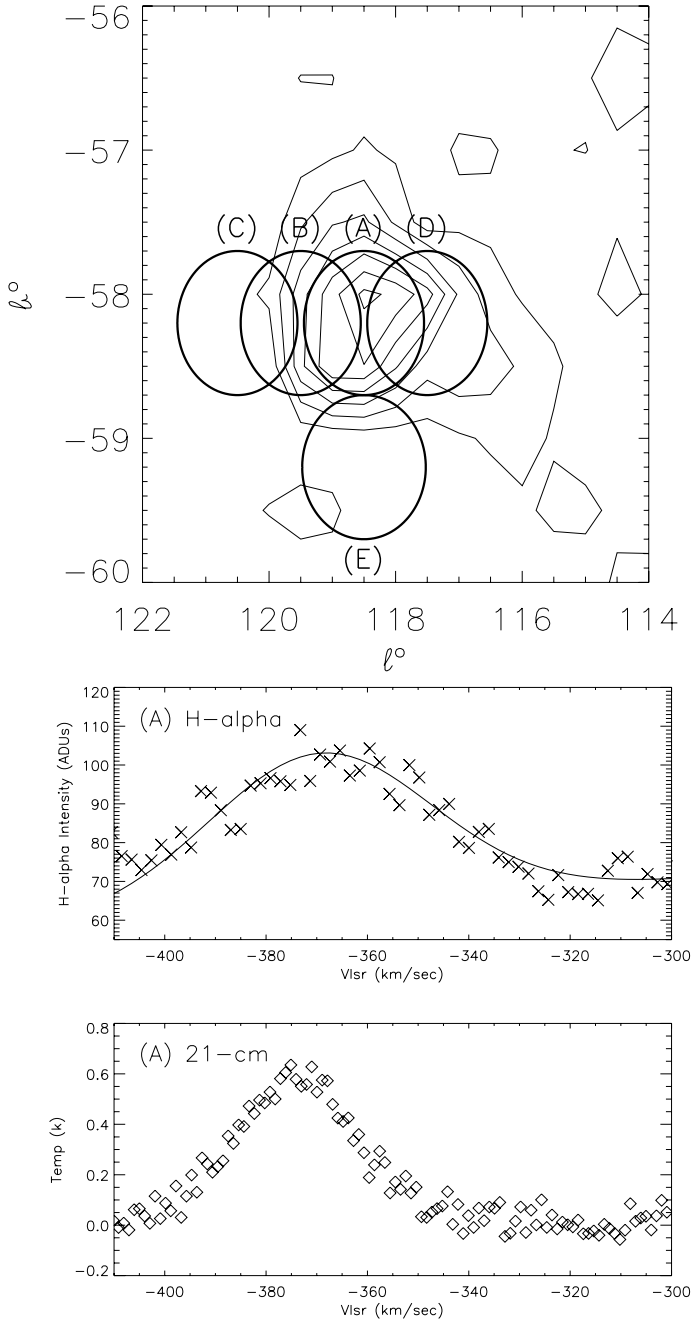 −56
−57
(C) (B) (A) (D)
−58
b°
−59
(E)
−60
122 120 118 116 114
ℓ°
(A) H−alpha
120
110
100
90
80
70
60
H−alpha Intensity (ADUs)
−400 −380 −360 −340 −320 −300
Vlsr (km/sec)
(A) 21−cm
0.8
0.6
0.4
0.2
0.0
−0.2
Temp (k)
−400 −380 −360 −340 −320 −300
Vlsr (km/sec)